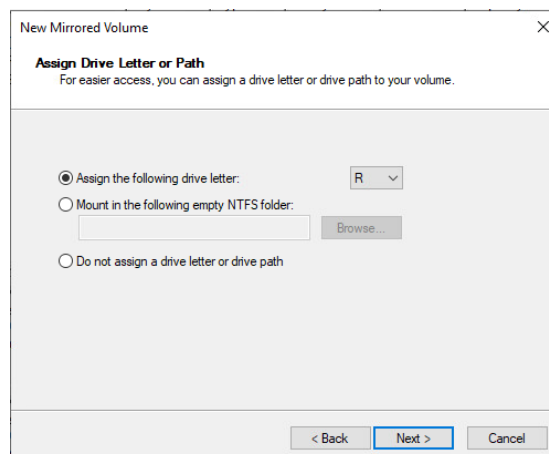 New Mirrored Volume
Assign Drive Letter or Path
For easier access, you can assign a drive letter or drive path to your volume.
Assign the following drive letter: R
Mount in the following empty NTFS folder:
Browse...
Do not assign a drive letter or drive path
< Back Next > Cancel